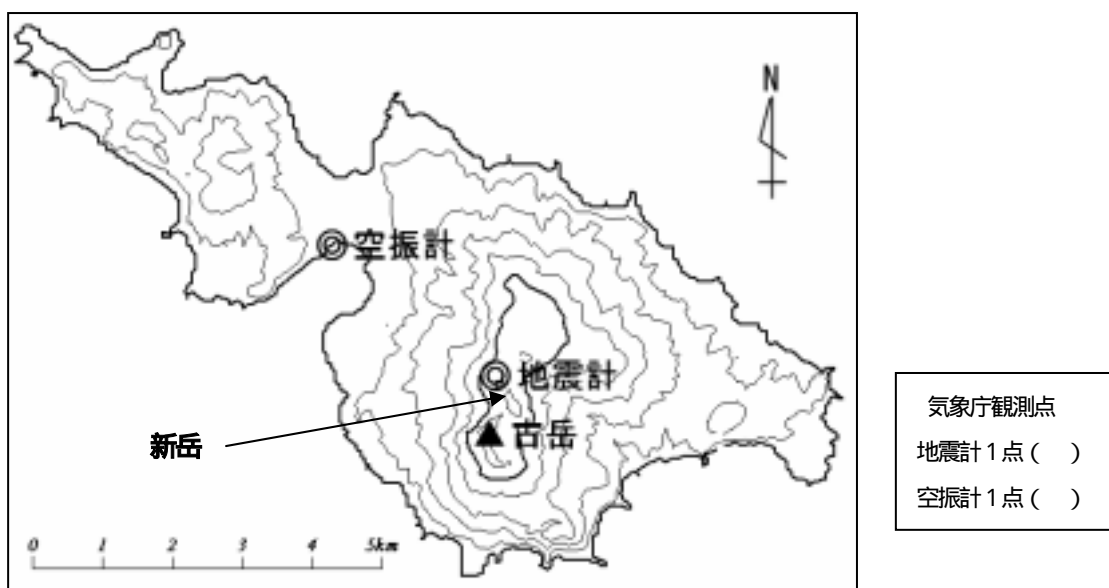 N
空振計
地震計
新岳
古岳
0 1 2 3 4 5km
気象庁観測点
地震計1点(　)
空振計1点(　)